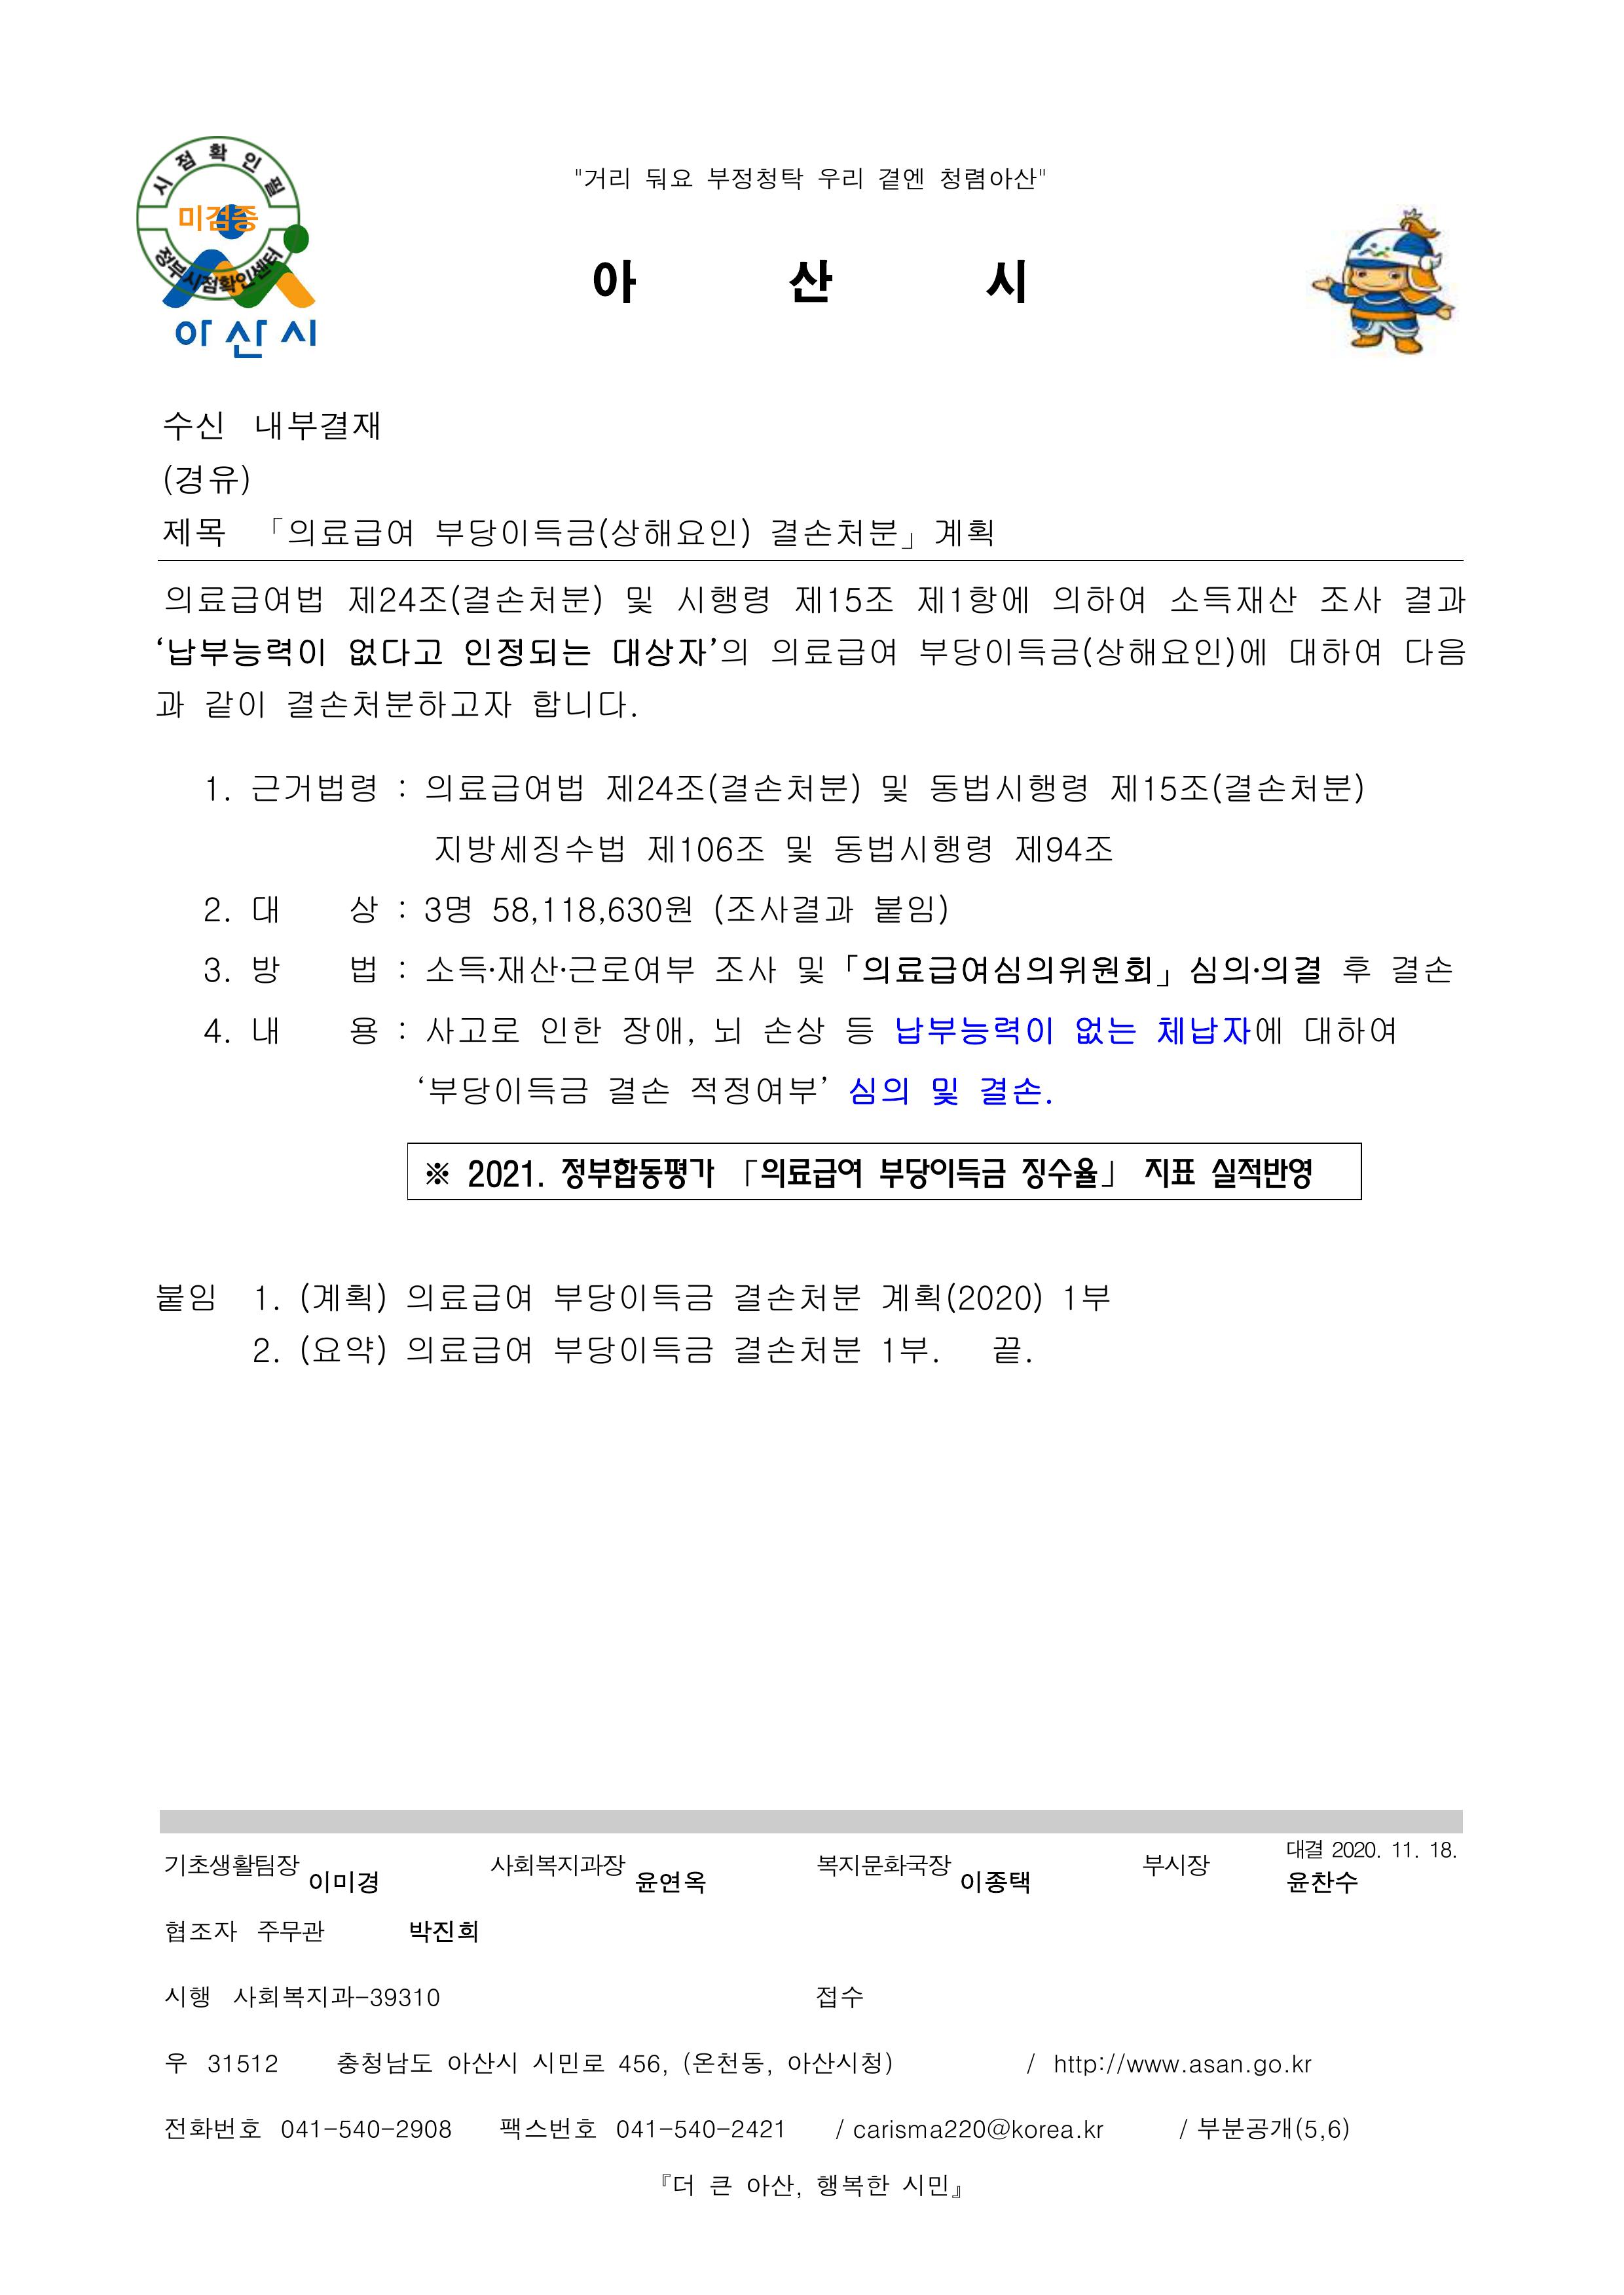 시점확인필
미검증
정부시점확인센터
아산시
"거리 둬요 부정청탁 우리 곁엔 청렴아산"
아 산 시
수신 내부결재
(경유)
제목 「의료급여 부당이득금(상해요인) 결손처분」계획
의료급여법 제24조(결손처분) 및 시행령 제15조 제1항에 의하여 소득재산 조사 결과
‘납부능력이 없다고 인정되는 대상자’의 의료급여 부당이득금(상해요인)에 대하여 다음
과 같이 결손처분하고자 합니다.
1. 근거법령 : 의료급여법 제24조(결손처분) 및 동법시행령 제15조(결손처분)
지방세징수법 제106조 및 동법시행령 제94조
2. 대 상 : 3명 58,118,630원 (조사결과 붙임)
3. 방 법 : 소득·재산·근로여부 조사 및「의료급여심의위원회」심의·의결 후 결손
4. 내 용 : 사고로 인한 장애, 뇌 손상 등 납부능력이 없는 체납자에 대하여
‘부당이득금 결손 적정여부’ 심의 및 결손.
※ 2021. 정부합동평가 「의료급여 부당이득금 징수율」 지표 실적반영
붙임 1. (계획) 의료급여 부당이득금 결손처분 계획(2020) 1부
2. (요약) 의료급여 부당이득금 결손처분 1부. 끝.
기초생활팀장 이미경 사회복지과장 윤연옥 복지문화국장 이종택 부시장 대결 2020. 11. 18. 윤찬수
협조자 주무관 박진희
시행 사회복지과-39310 접수
우 31512 충청남도 아산시 시민로 456, (온천동, 아산시청) / http://www.asan.go.kr
전화번호 041-540-2908 팩스번호 041-540-2421 / carisma220@korea.kr / 부분공개(5,6)
『더 큰 아산, 행복한 시민』